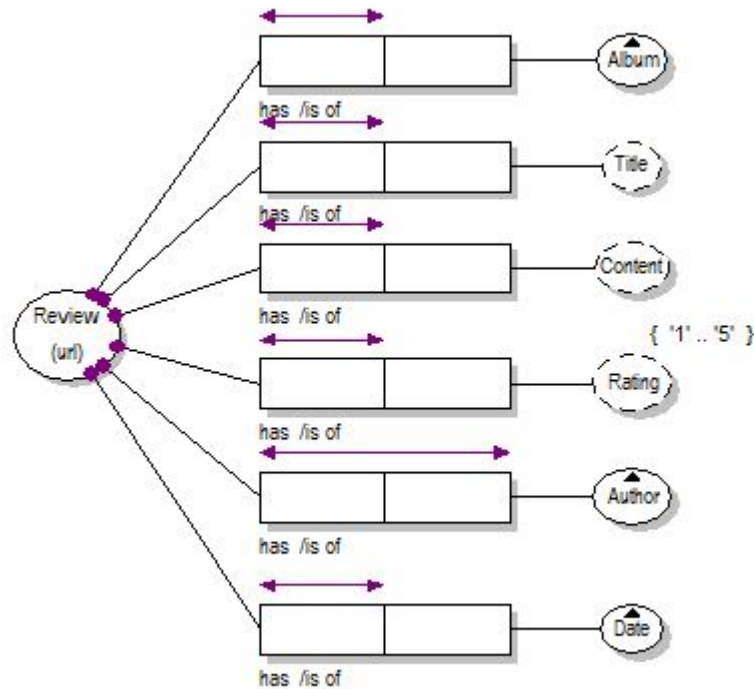 Album
has /is of
Title
has /is of
Content
has /is of
Review
(url)
{ '1' .. '5' }
Rating
has /is of
Author
has /is of
Date
has /is of